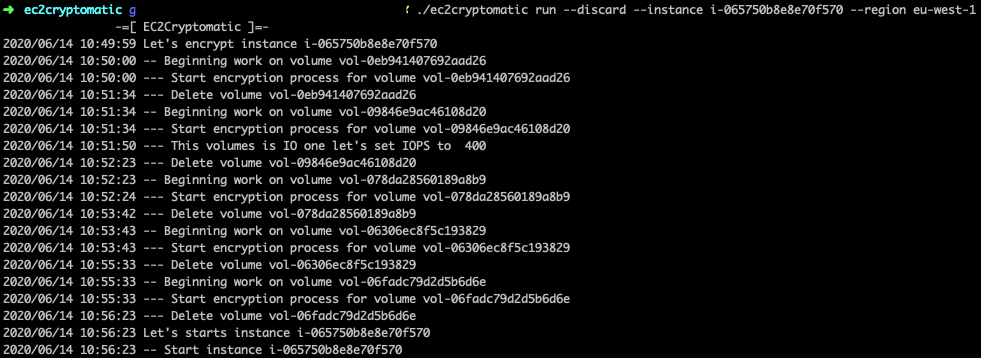 ➜ ec2cryptomatic g ./ec2cryptomatic run --discard --instance i-065750b8e8e70f570 --region eu-west-1
-=[ EC2Cryptomatic ]=-
2020/06/14 10:49:59 Let's encrypt instance i-065750b8e8e70f570
2020/06/14 10:50:00 -- Beginning work on volume vol-0eb941407692aad26
2020/06/14 10:50:00 --- Start encryption process for volume vol-0eb941407692aad26
2020/06/14 10:51:34 --- Delete volume vol-0eb941407692aad26
2020/06/14 10:51:34 -- Beginning work on volume vol-09846e9ac46108d20
2020/06/14 10:51:34 --- Start encryption process for volume vol-09846e9ac46108d20
2020/06/14 10:51:50 --- This volumes is IO one let's set IOPS to  400
2020/06/14 10:52:23 --- Delete volume vol-09846e9ac46108d20
2020/06/14 10:52:23 -- Beginning work on volume vol-078da28560189a8b9
2020/06/14 10:52:24 --- Start encryption process for volume vol-078da28560189a8b9
2020/06/14 10:53:42 --- Delete volume vol-078da28560189a8b9
2020/06/14 10:53:43 -- Beginning work on volume vol-06306ec8f5c193829
2020/06/14 10:53:43 --- Start encryption process for volume vol-06306ec8f5c193829
2020/06/14 10:55:33 --- Delete volume vol-06306ec8f5c193829
2020/06/14 10:55:33 -- Beginning work on volume vol-06fadc79d2d5b6d6e
2020/06/14 10:55:33 --- Start encryption process for volume vol-06fadc79d2d5b6d6e
2020/06/14 10:56:23 --- Delete volume vol-06fadc79d2d5b6d6e
2020/06/14 10:56:23 Let's starts instance i-065750b8e8e70f570
2020/06/14 10:56:23 -- Start instance i-065750b8e8e70f570